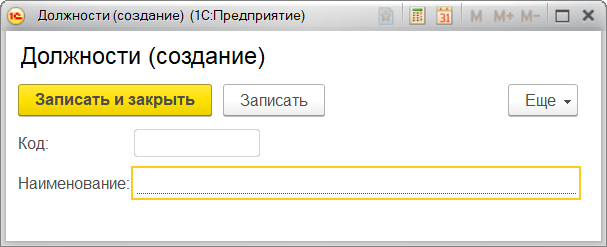 Должности (создание) (1С:Предприятие)
M M+ M-
Должности (создание)
Записать и закрыть Записать Еще
Код:
Наименование: